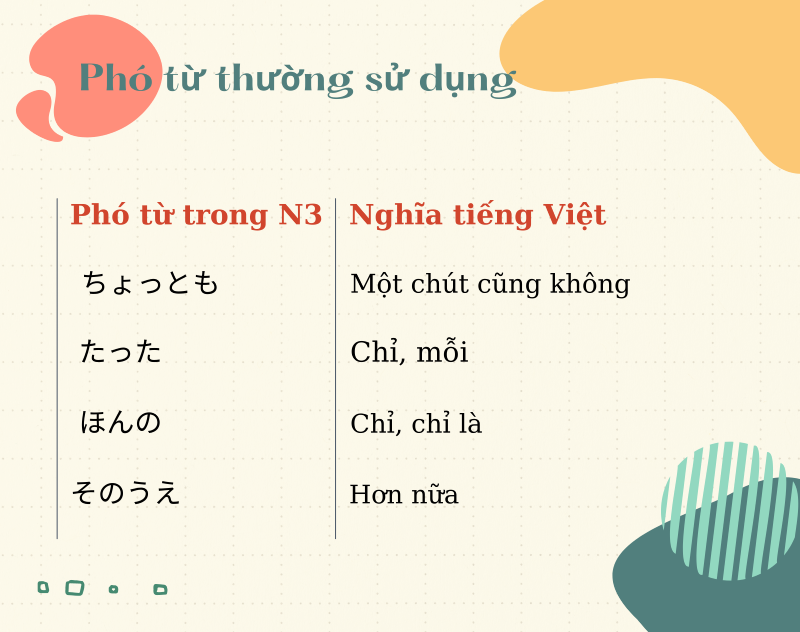 Phó từ thường sử dụng
Phó từ trong N3 Nghĩa tiếng Việt
ちょっとも Một chút cũng không
たった Chỉ, mỗi
ほんの Chỉ, chỉ là
そのうえ Hơn nữa